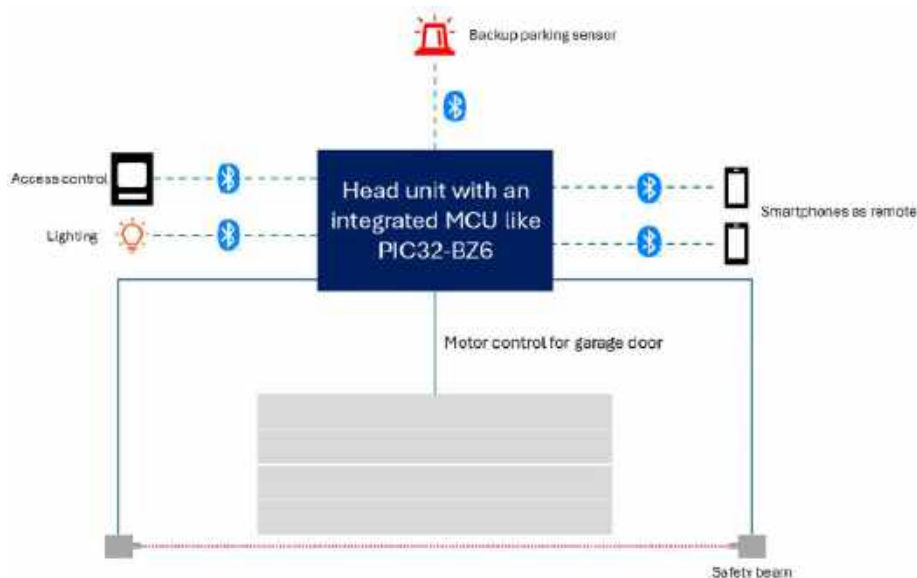 Backup parking sensor
Access control
Lighting
Head unit with an
integrated MCU like
PIC32-BZ6
Smartphones as remote
Motor control for garage door
Safety beam